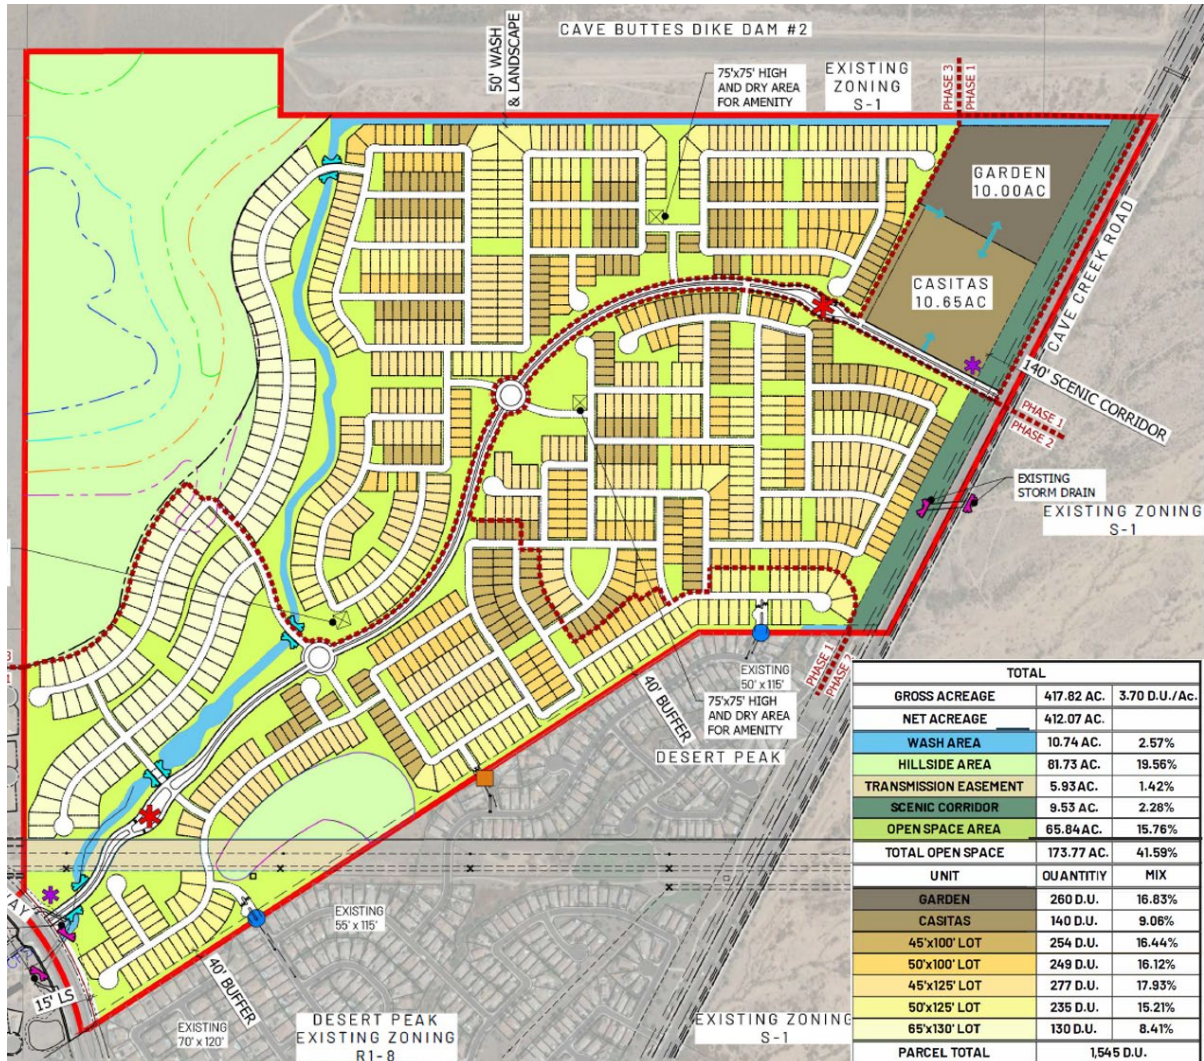 CAVE BUTTES DIKE DAM #2
50' WASH
& LANDSCAPE
75'x75' HIGH
AND DRY AREA
FOR AMENITY
EXISTING
ZONING
S-1
PHASE 3
PHASE 1
GARDEN
10.00AC
CASITAS
10.65AC
CAVE CREEK ROAD
140' SCENIC CORRIDOR
PHASE 1
PHASE 2
EXISTING
STORM DRAIN
EXISTING ZONING
S-1
EXISTING
50' x 115'
PHASE 1
PHASE 2
40' BUFFER
75'x75' HIGH
AND DRY AREA
FOR AMENITY
DESERT PEAK
EXISTING
55' x 115'
40' BUFFER
15' LS
EXISTING
70' x 120'
DESERT PEAK
EXISTING ZONING
R1-8
EXISTING ZONING
S-1
TOTAL
GROSS ACREAGE 417.82 AC. 3.70 D.U./Ac.
NET ACREAGE 412.07 AC.
WASH AREA 10.74 AC. 2.57%
HILLSIDE AREA 81.73 AC. 19.56%
TRANSMISSION EASEMENT 5.93AC. 1.42%
SCENIC CORRIDOR 9.53 AC. 2.28%
OPEN SPACE AREA 65.84AC. 15.76%
TOTAL OPEN SPACE 173.77 AC. 41.59%
UNIT QUANTITIY MIX
GARDEN 260 D.U. 16.83%
CASITAS 140 D.U. 9.06%
45'x100' LOT 254 D.U. 16.44%
50'x100' LOT 249 D.U. 16.12%
45'x125' LOT 277 D.U. 17.93%
50'x125' LOT 235 D.U. 15.21%
65'x130' LOT 130 D.U. 8.41%
PARCEL TOTAL 1,545 D.U.